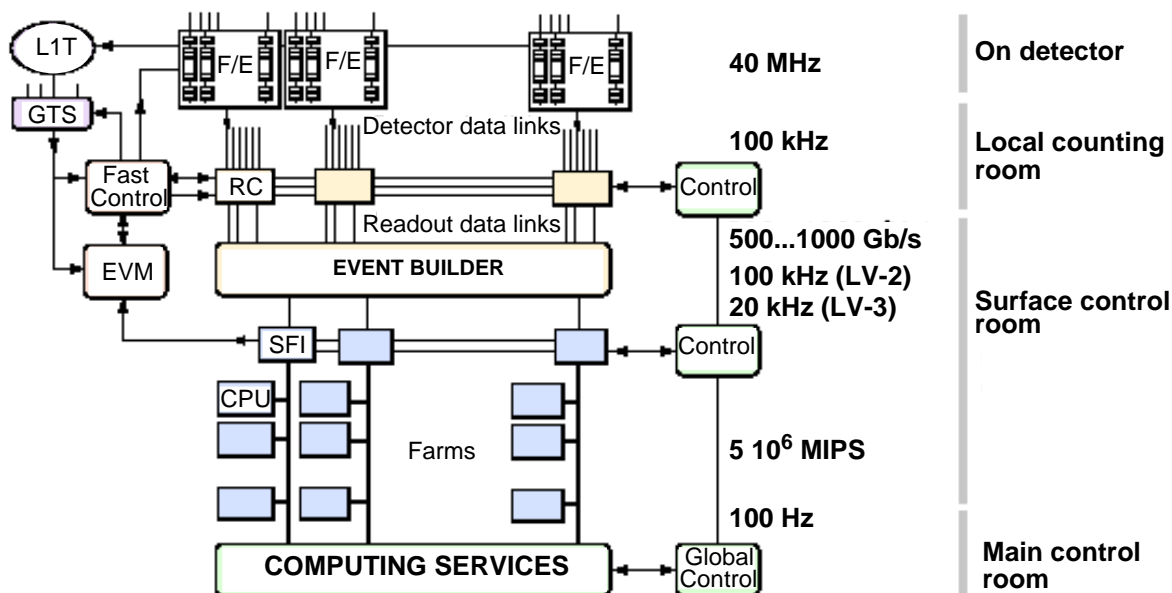 L1T
F/E
F/E
F/E
40 MHz
On detector
GTS
Detector data links
100 kHz
Local counting
room
Fast
Control
RC
Control
Readout data links
500...1000 Gb/s
EVM
EVENT BUILDER
100 kHz (LV-2)
20 kHz (LV-3)
Surface control
room
SFI
Control
CPU
Farms
5 10⁶ MIPS
100 Hz
COMPUTING SERVICES
Global
Control
Main control
room